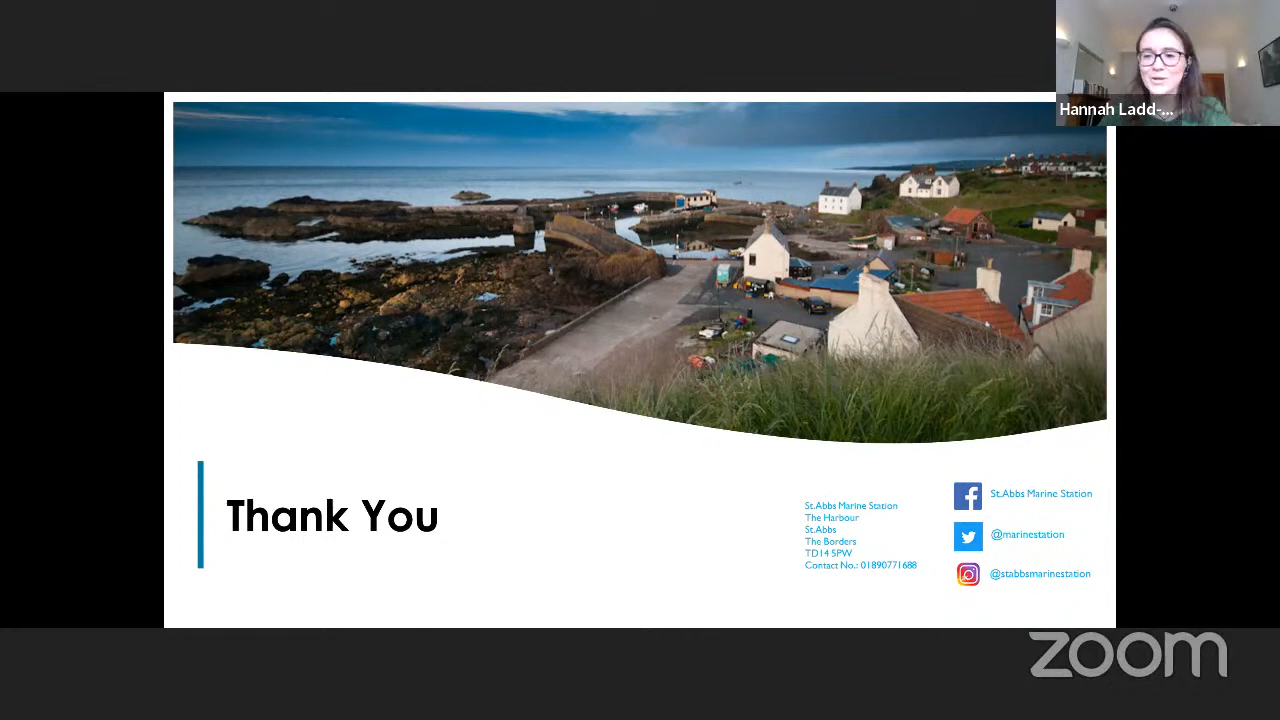 Hannah Ladd-...
Thank You
St.Abbs Marine Station
The Harbour
St.Abbs
The Borders
TD14 5PW
Contact No.: 01890771688
St.Abbs Marine Station
@marinestation
@stabbsmarinestation
zoom